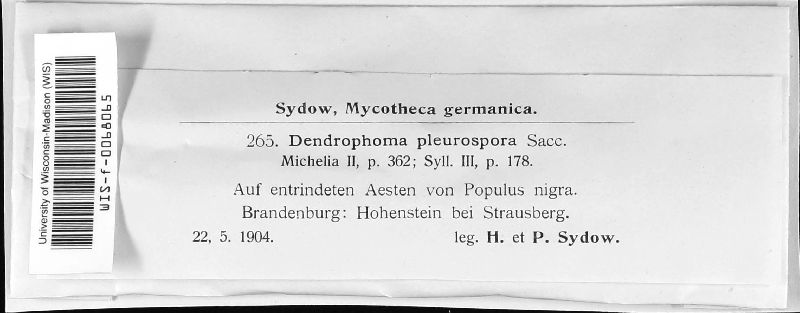 University of Wisconsin-Madison (WIS)
WIS-f-0068065
Sydow, Mycotheca germanica.
265. Dendrophoma pleurospora Sacc.
Michelia II, p. 362; Syll. III, p. 178.
Auf entrindeten Aesten von Populus nigra.
Brandenburg: Hohenstein bei Strausberg.
22. 5. 1904. leg. H. et P. Sydow.